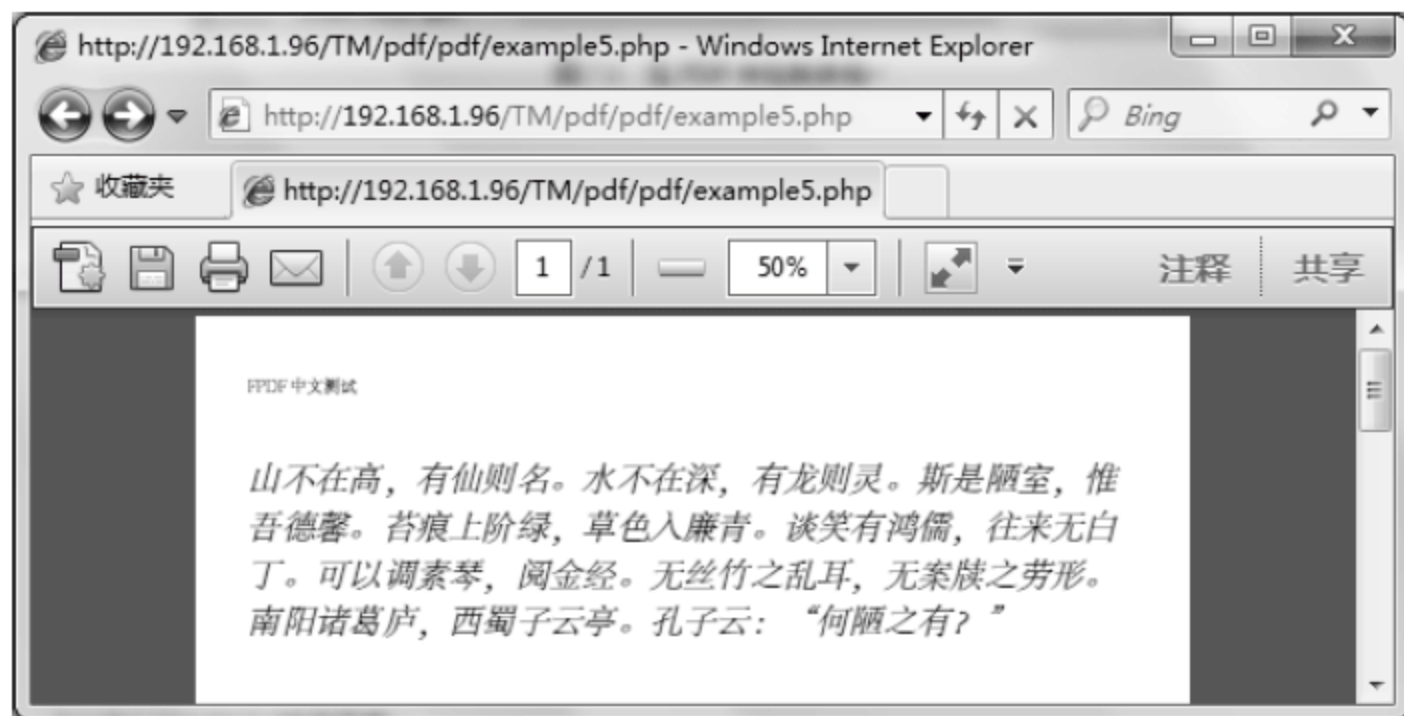 http://192.168.1.96/TM/pdf/pdf/example5.php - Windows Internet Explorer
http://192.168.1.96/TM/pdf/pdf/example5.php Bing
收藏夹 http://192.168.1.96/TM/pdf/pdf/example5.php
1 / 1 50% 注释 共享
FPDF 中文测试
山不在高，有仙则名。水不在深，有龙则灵。斯是陋室，惟
吾德馨。苔痕上阶绿，草色入廉青。谈笑有鸿儒，往来无白
丁。可以调素琴，阅金经。无丝竹之乱耳，无案牍之劳形。
南阳诸葛庐，西蜀子云亭。孔子云：“何陋之有？”